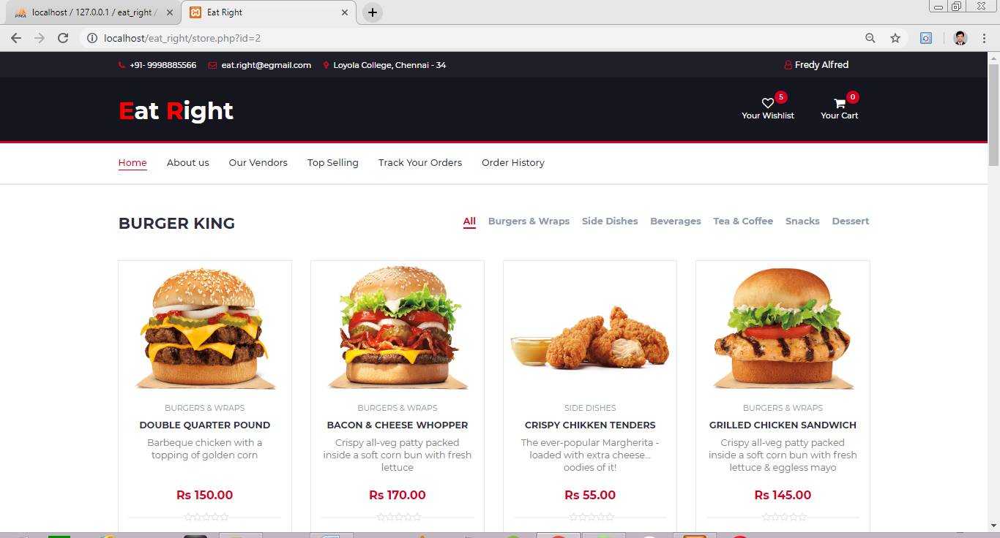 localhost / 127.0.0.1 / eat_right /
Eat Right
localhost/eat_right/store.php?id=2
+91- 9998885566 eat.right@egmail.com Loyola College, Chennai - 34 Fredy Alfred
Eat Right
5
Your Wishlist
0
Your Cart
Home About us Our Vendors Top Selling Track Your Orders Order History
BURGER KING
All Burgers & Wraps Side Dishes Beverages Tea & Coffee Snacks Dessert
BURGERS & WRAPS
DOUBLE QUARTER POUND
Barbeque chicken with a
topping of golden corn
Rs 150.00
BURGERS & WRAPS
BACON & CHEESE WHOPPER
Crispy all-veg patty packed
inside a soft corn bun with fresh
lettuce
Rs 170.00
SIDE DISHES
CRISPY CHIKKEN TENDERS
The ever-popular Margherita -
loaded with extra cheese...
oodies of it!
Rs 55.00
BURGERS & WRAPS
GRILLED CHICKEN SANDWICH
Crispy all-veg patty packed
inside a soft corn bun with fresh
lettuce & eggless mayo
Rs 145.00